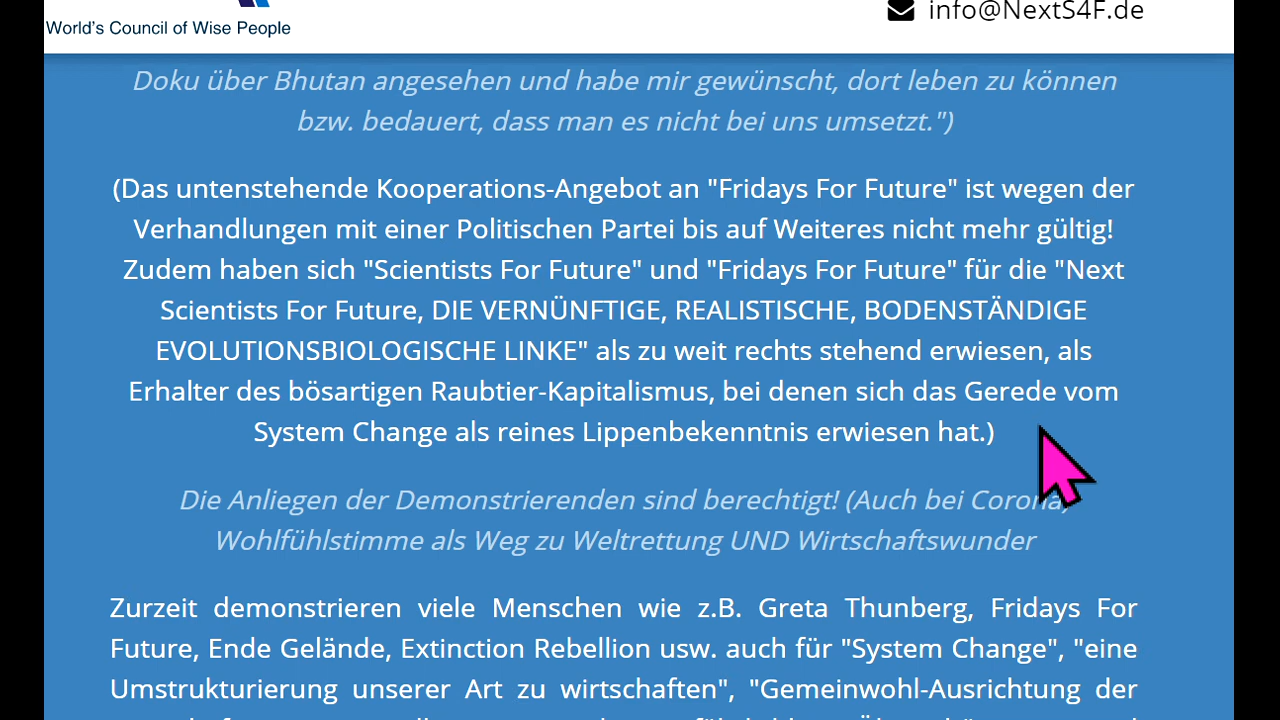 World's Council of Wise People
info@NextS4F.de
Doku über Bhutan angesehen und habe mir gewünscht, dort leben zu können
bzw. bedauert, dass man es nicht bei uns umsetzt.")
(Das untenstehende Kooperations-Angebot an "Fridays For Future" ist wegen der
Verhandlungen mit einer Politischen Partei bis auf Weiteres nicht mehr gültig!
Zudem haben sich "Scientists For Future" und "Fridays For Future" für die "Next
Scientists For Future, DIE VERNÜNFTIGE, REALISTISCHE, BODENSTÄNDIGE
EVOLUTIONSBIOLOGISCHE LINKE" als zu weit rechts stehend erwiesen, als
Erhalter des bösartigen Raubtier-Kapitalismus, bei denen sich das Gerede vom
System Change als reines Lippenbekenntnis erwiesen hat.)
Die Anliegen der Demonstrierenden sind berechtigt! (Auch bei Corona)
Wohlfühlstimme als Weg zu Weltrettung UND Wirtschaftswunder
Zurzeit demonstrieren viele Menschen wie z.B. Greta Thunberg, Fridays For
Future, Ende Gelände, Extinction Rebellion usw. auch für "System Change", "eine
Umstrukturierung unserer Art zu wirtschaften", "Gemeinwohl-Ausrichtung der